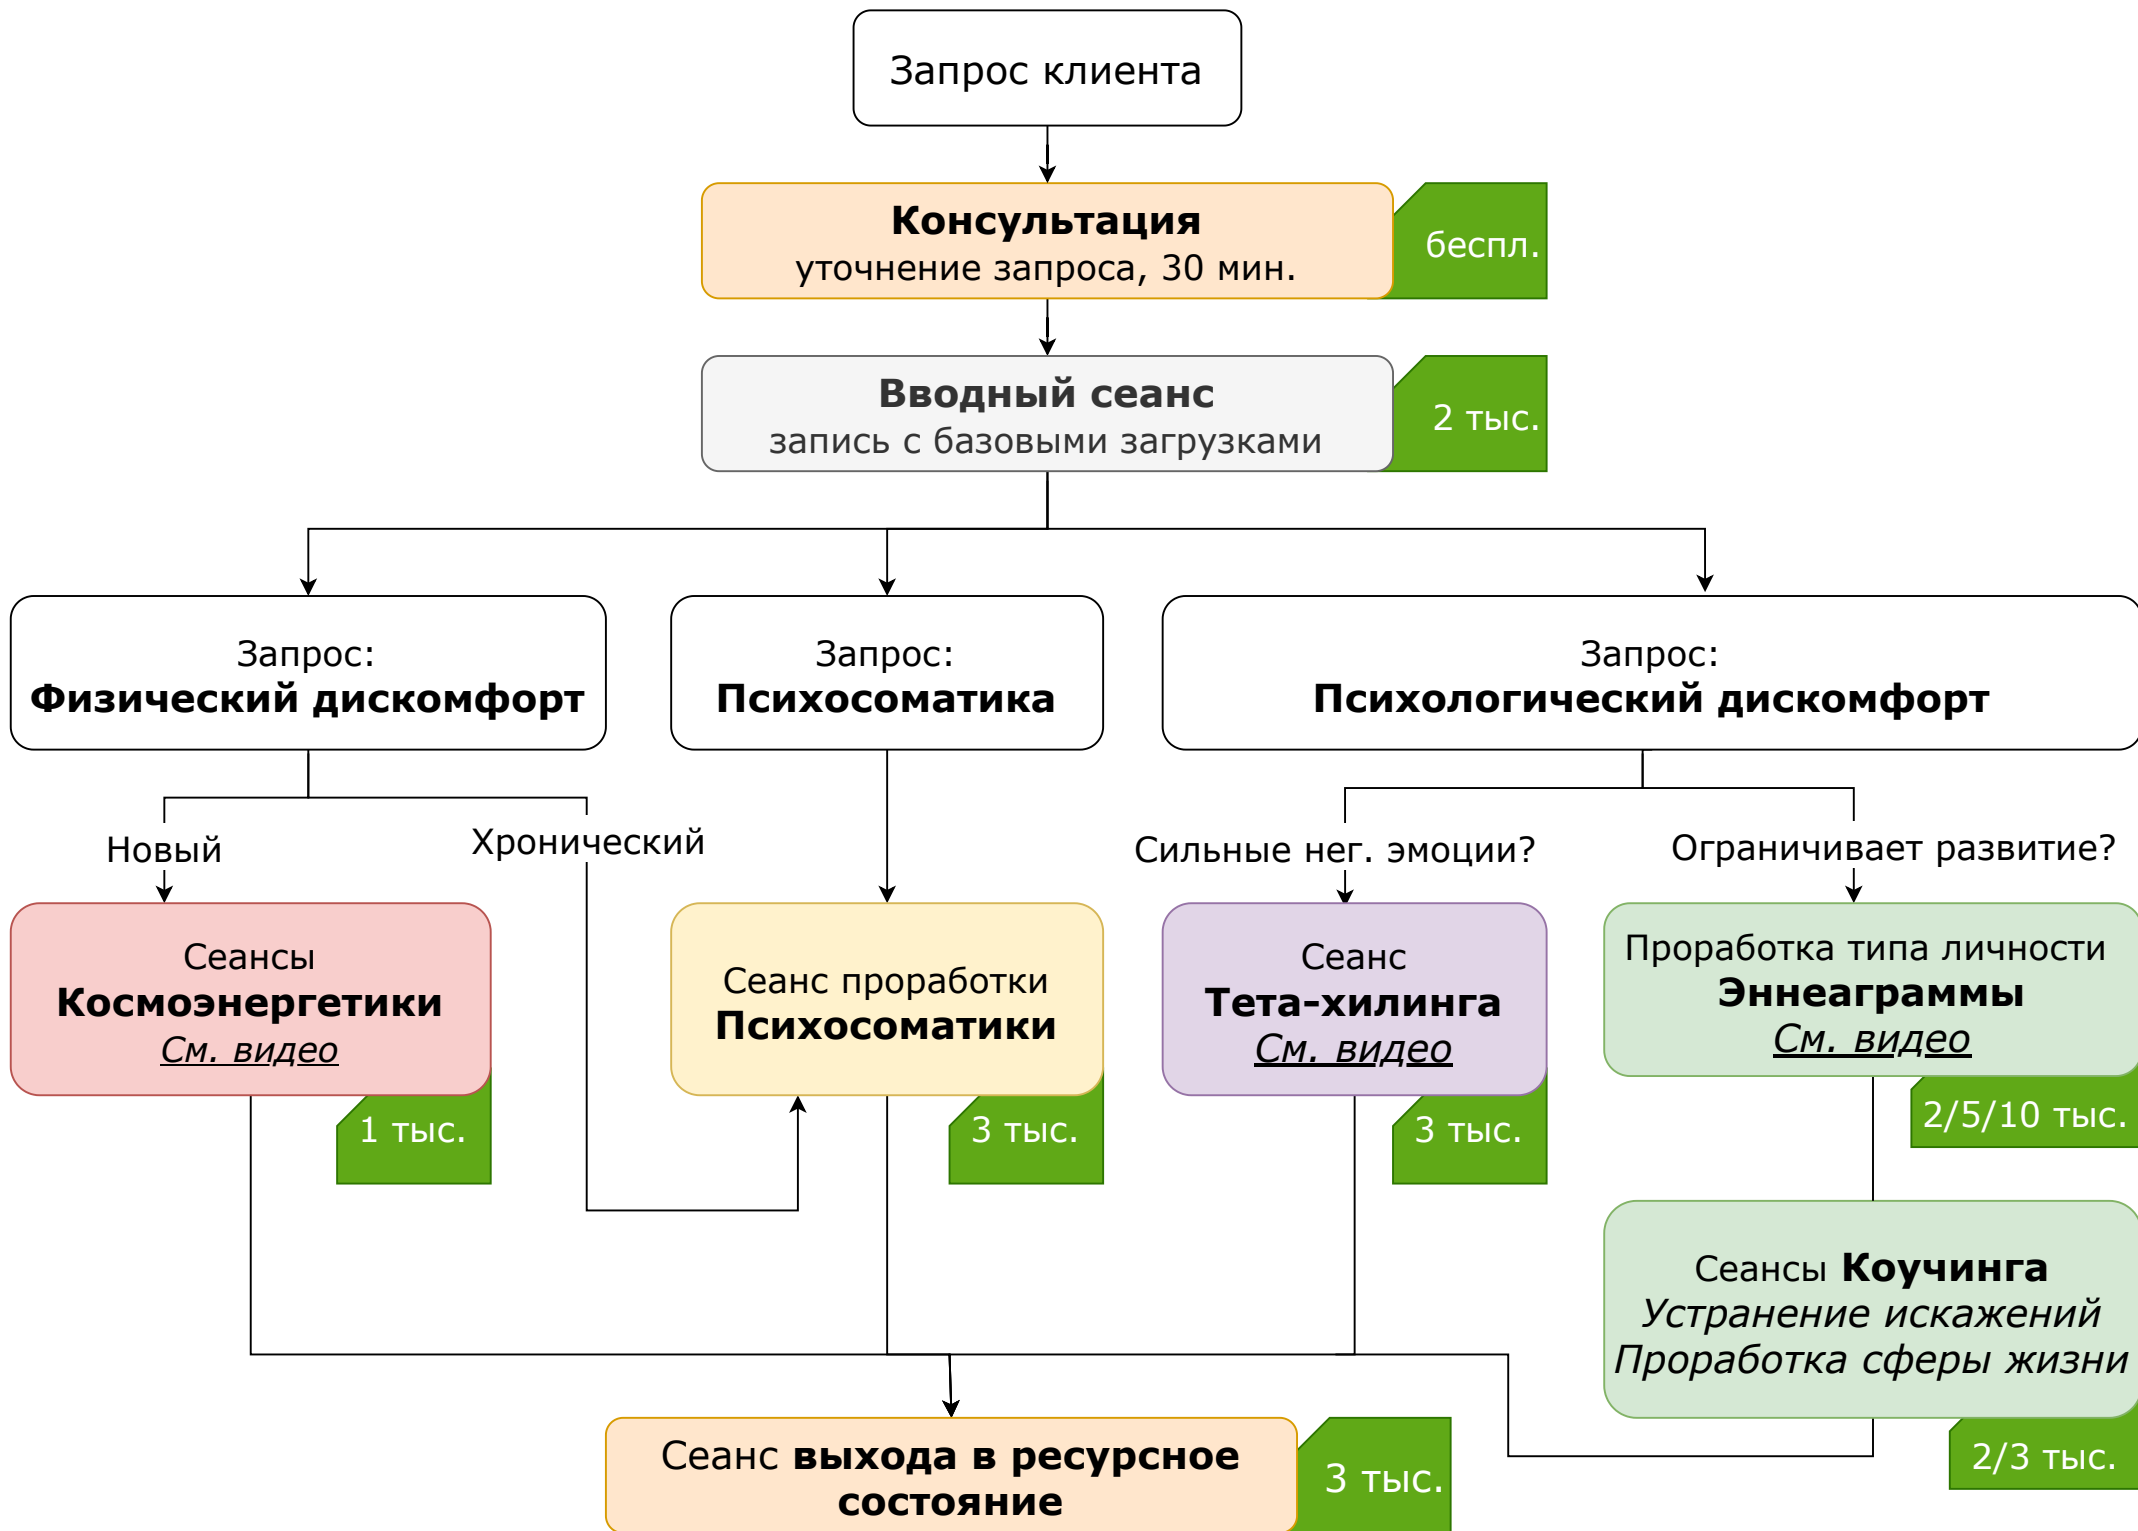 Запрос клиента
Консультация
уточнение запроса, 30 мин.
беспл.
Вводный сеанс
запись с базовыми загрузками
2 тыс.
Запрос:
Физический дискомфорт
Запрос:
Психосоматика
Запрос:
Психологический дискомфорт
Новый
Хронический
Сильные нег. эмоции?
Ограничивает развитие?
Сеансы
Космоэнергетики
См. видео
1 тыс.
Сеанс проработки
Психосоматики
3 тыс.
Сеанс
Тета-хилинга
См. видео
3 тыс.
Проработка типа личности
Эннеаграммы
См. видео
2/5/10 тыс.
Сеансы Коучинга
Устранение искажений
Проработка сферы жизни
2/3 тыс.
Сеанс выхода в ресурсное
состояние
3 тыс.